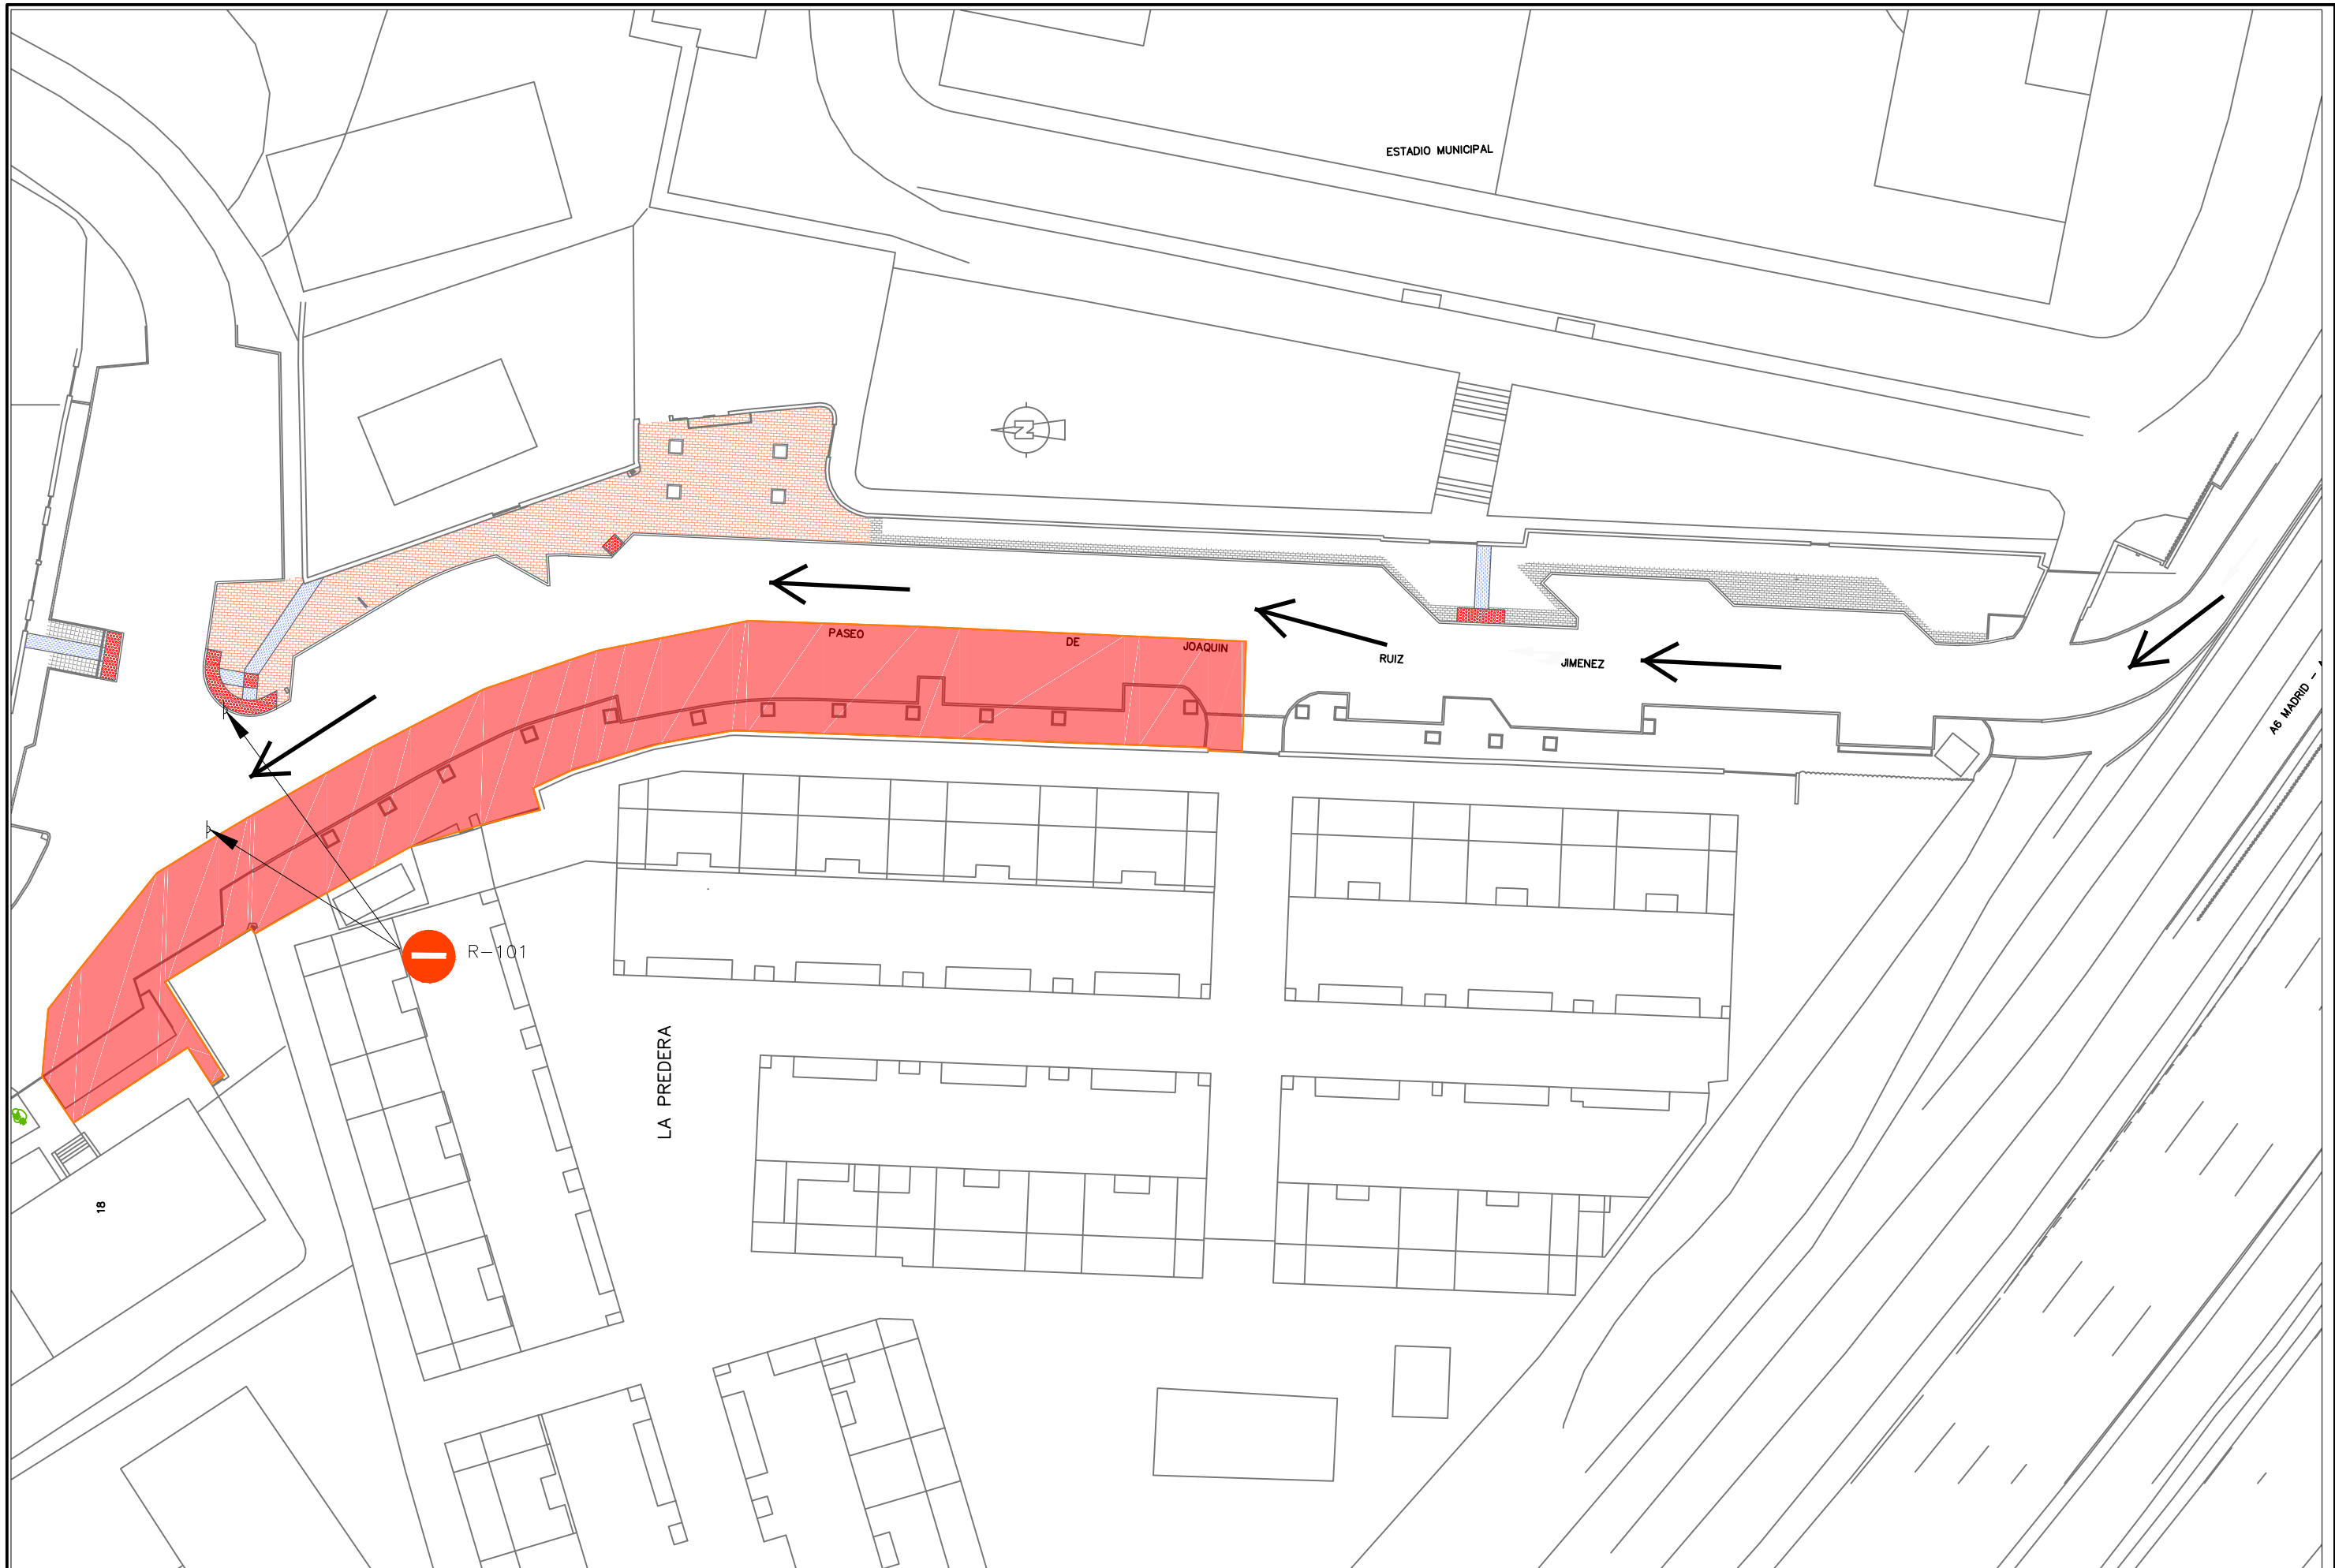 ESTADIO MUNICIPAL
N
PASEO DE JOAQUIN RUIZ JIMENEZ
A6 MADRID –
R–101
LA PREDERA
18